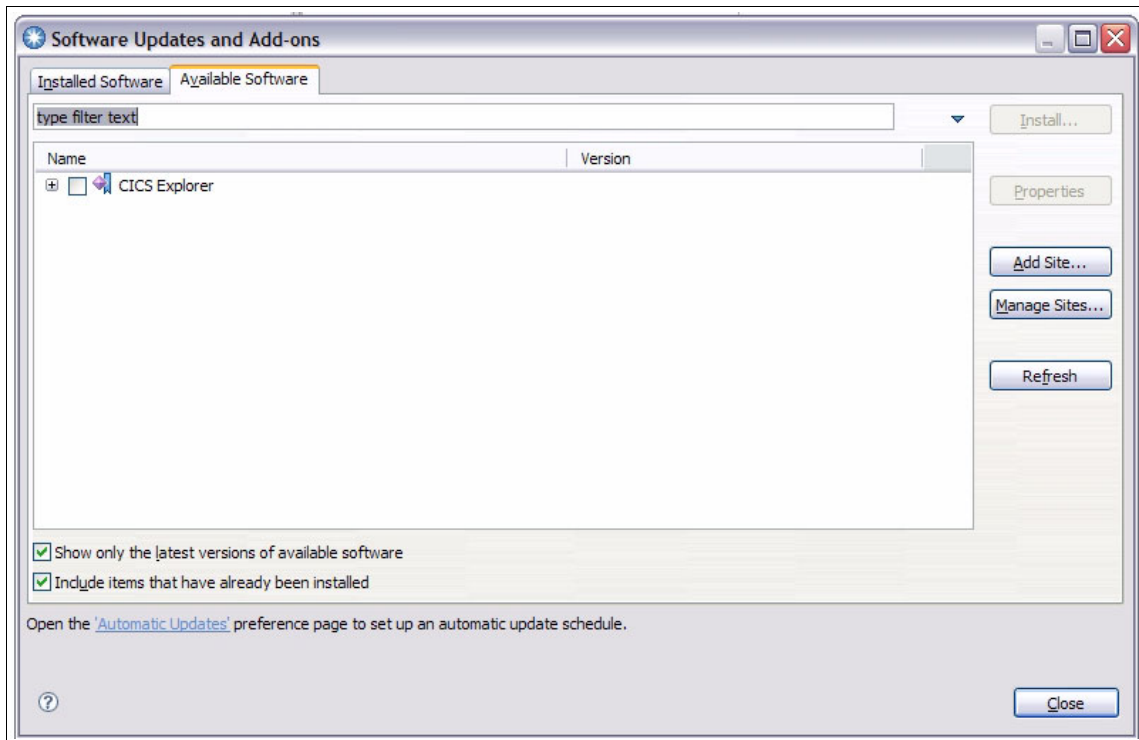 Software Updates and Add-ons
Installed Software Available Software
type filter text Install...
Name Version
CICS Explorer
Properties
Add Site...
Manage Sites...
Refresh
Show only the latest versions of available software
Include items that have already been installed
Open the 'Automatic Updates' preference page to set up an automatic update schedule.
? Close